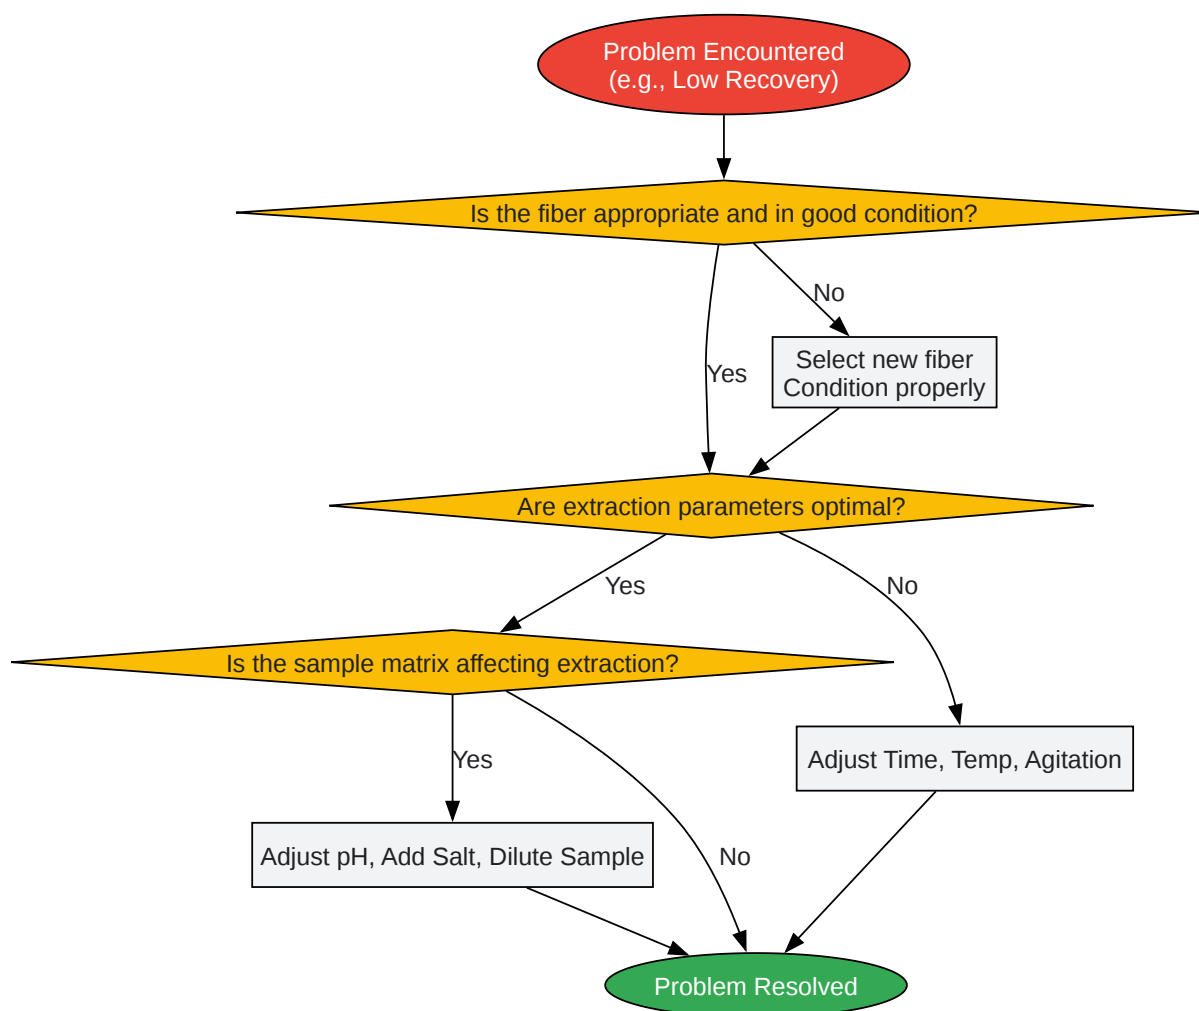 Problem Encountered
(e.g., Low Recovery)
Is the fiber appropriate and in good condition?
No
Select new fiber
Condition properly
Yes
Are extraction parameters optimal?
Yes
No
Is the sample matrix affecting extraction?
Yes
Adjust Time, Temp, Agitation
Adjust pH, Add Salt, Dilute Sample
No
Problem Resolved